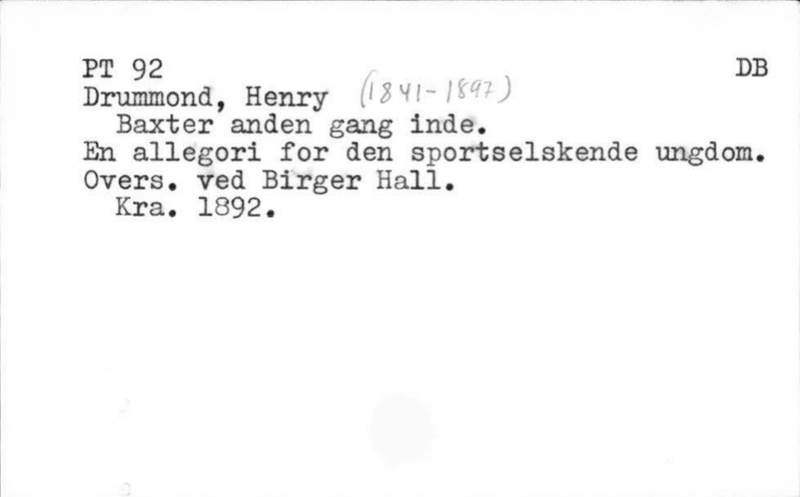 PT 92 DB
Drummond, Henry (1841-1897)
Baxter anden gang inde.
En allegori for den sportselskende ungdom.
Overs. ved Birger Hall.
Kra. 1892.